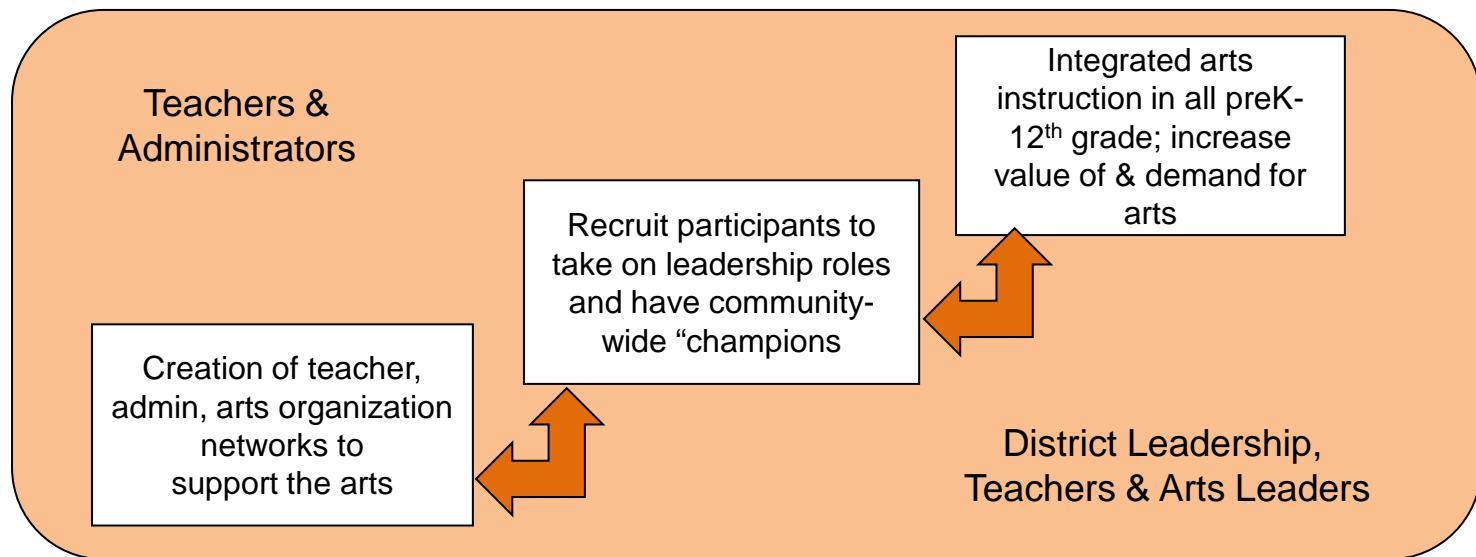 Teachers &
Administrators
Integrated arts
instruction in all preK-
12th grade; increase
value of & demand for
arts
Recruit participants to
take on leadership roles
and have community-
wide “champions
Creation of teacher,
admin, arts organization
networks to
support the arts
District Leadership,
Teachers & Arts Leaders